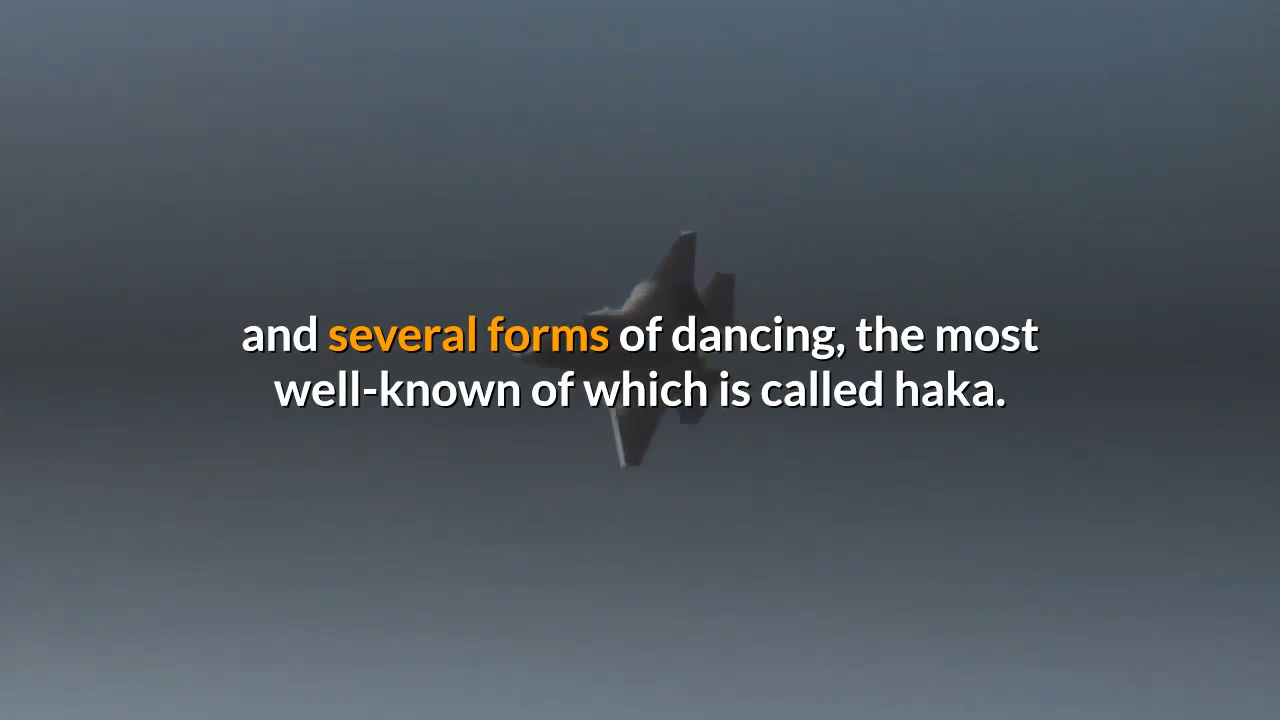 and several forms of dancing, the most
well-known of which is called haka.